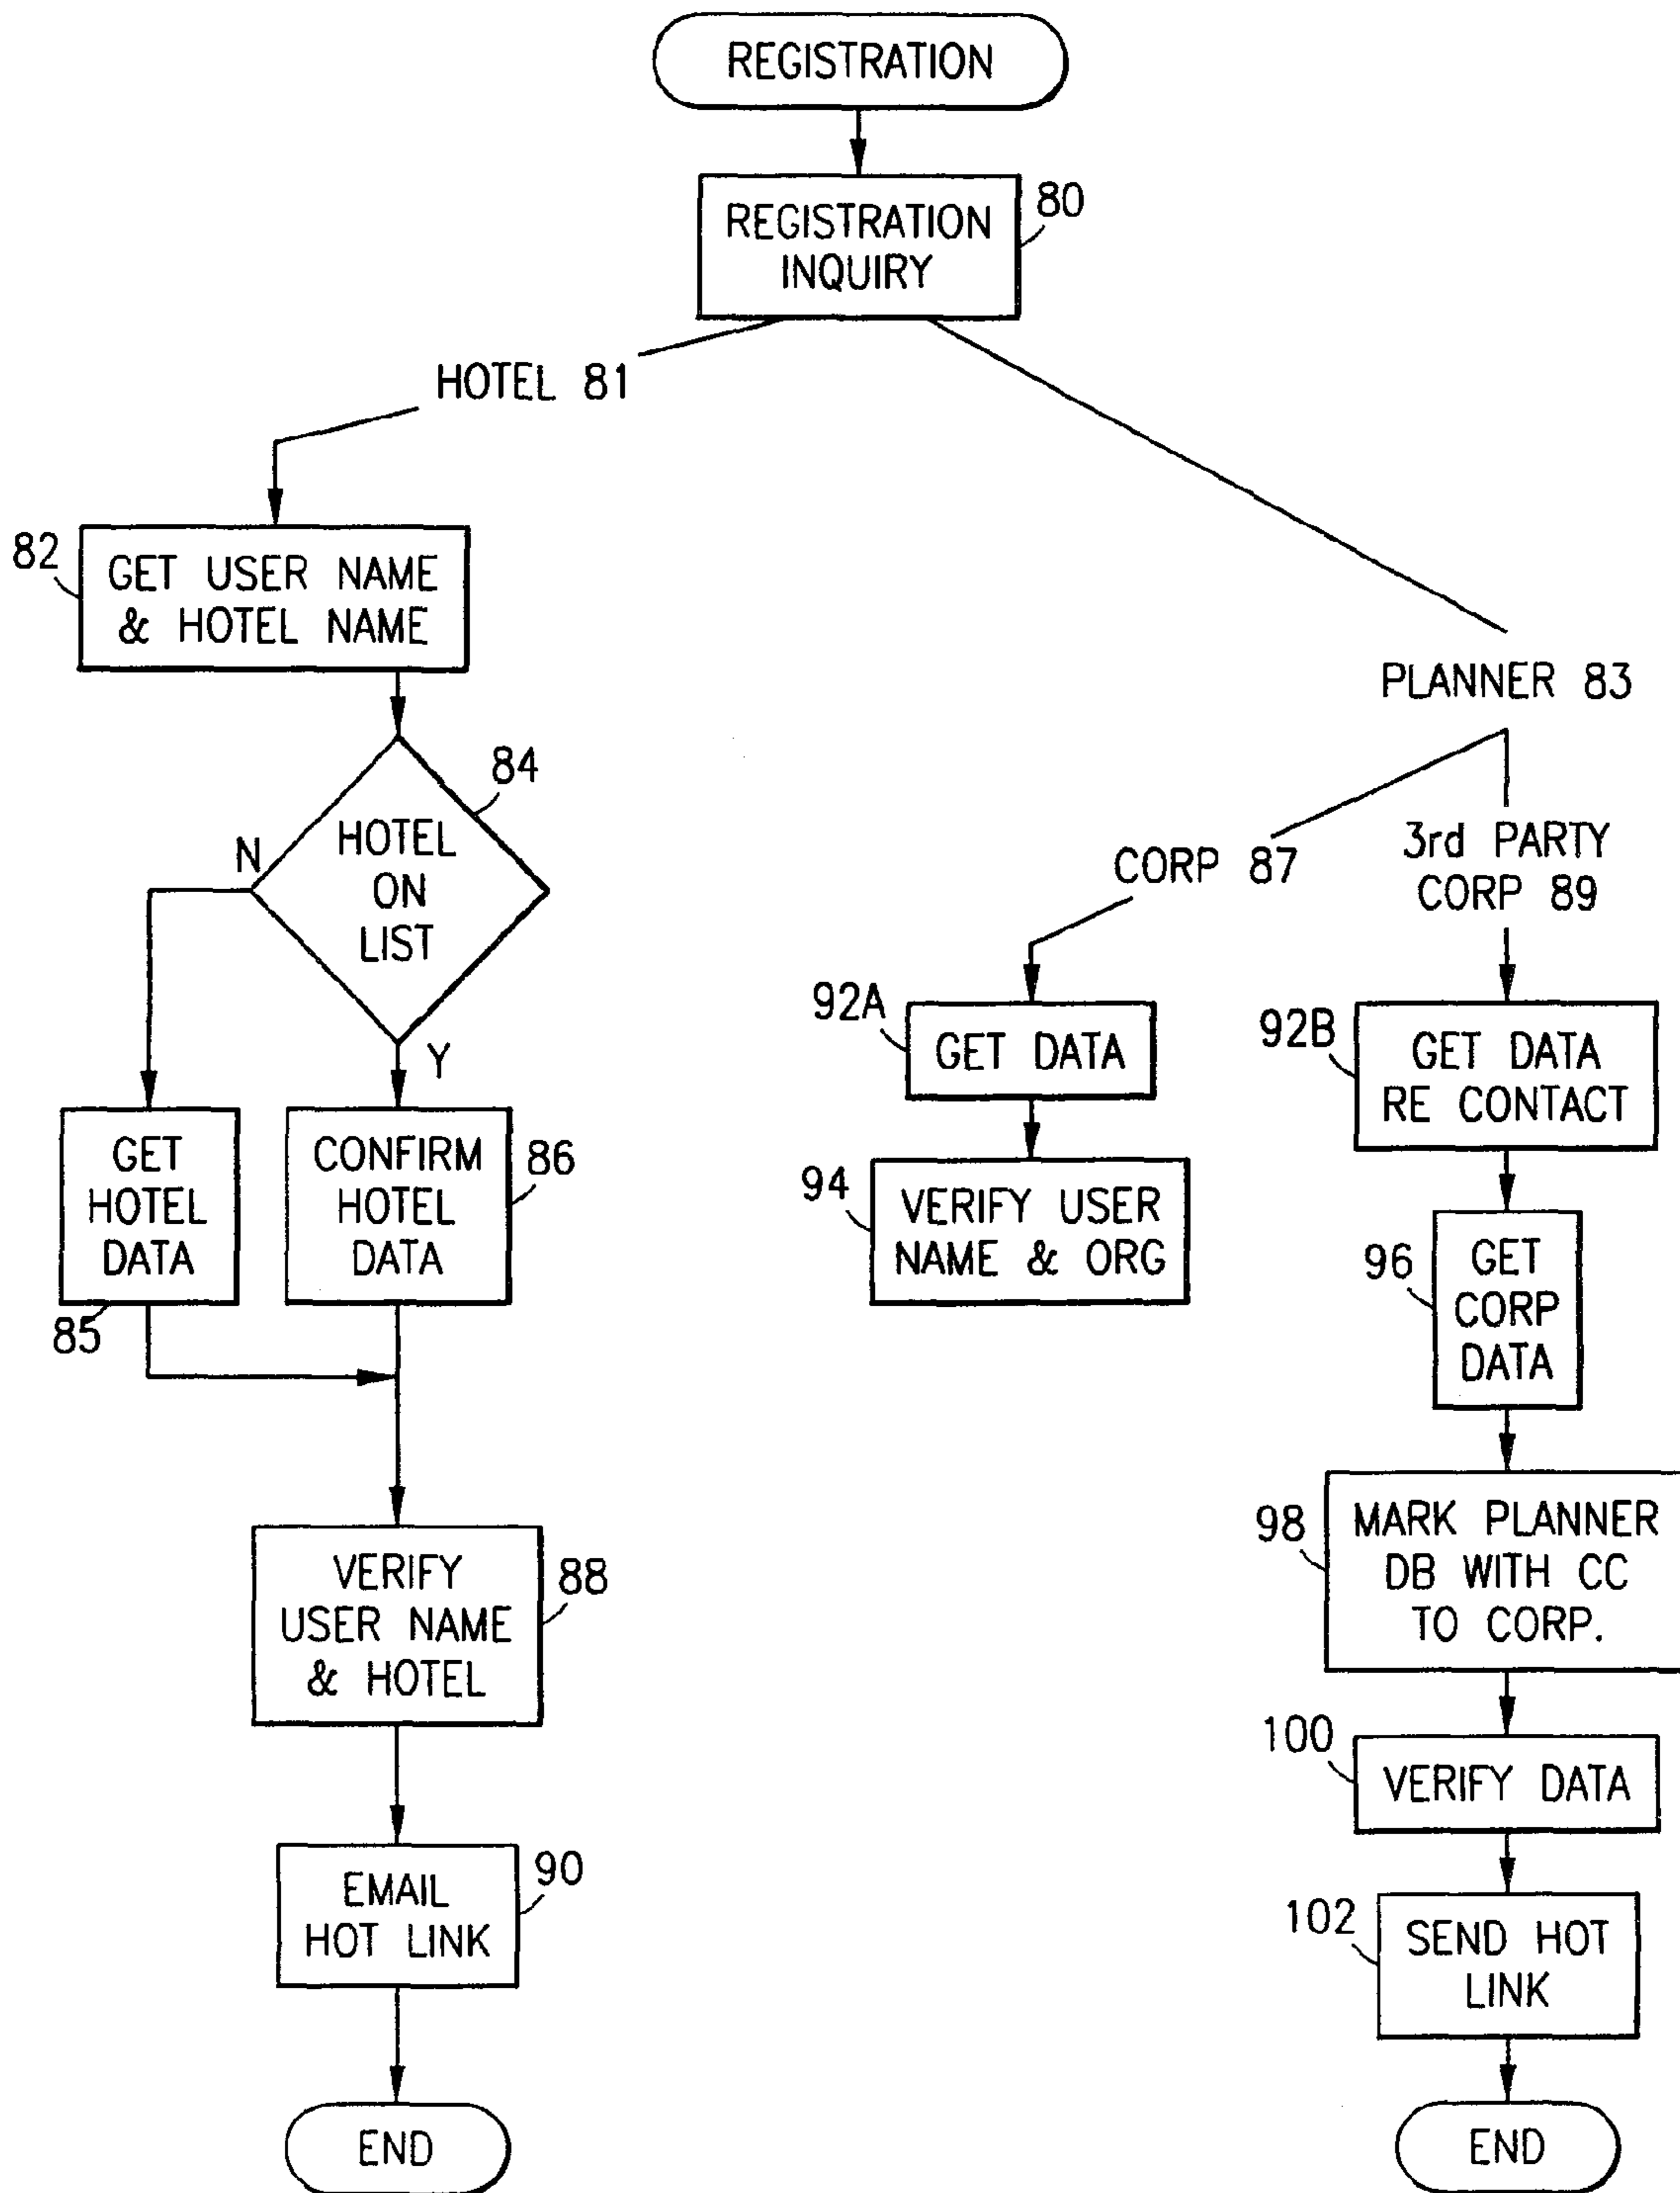 REGISTRATION
REGISTRATION
INQUIRY
80
HOTEL 81
82
GET USER NAME
& HOTEL NAME
84
HOTEL
ON
LIST
N
Y
GET
HOTEL
DATA
85
CONFIRM
HOTEL
DATA
86
VERIFY
USER NAME
& HOTEL
88
EMAIL
HOT LINK
90
END
PLANNER 83
CORP 87
92A
GET DATA
94
VERIFY USER
NAME & ORG
3rd PARTY
CORP 89
92B
GET DATA
RE CONTACT
96
GET
CORP
DATA
98
MARK PLANNER
DB WITH CC
TO CORP.
100
VERIFY DATA
102
SEND HOT
LINK
END